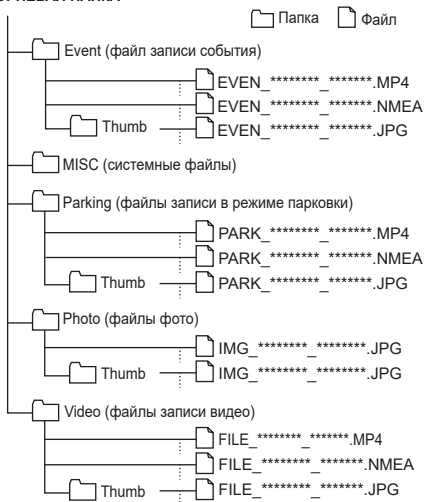 Папка Файл
Event (файл записи события)
EVEN_********_*******.MP4
EVEN_********_*******.NMEA
Thumb EVEN_********_*******.JPG
MISC (системные файлы)
Parking (файлы записи в режиме парковки)
PARK_********_*******.MP4
PARK_********_*******.NMEA
Thumb PARK_********_*******.JPG
Photo (файлы фото)
IMG_********_********.JPG
Thumb IMG_********_********.JPG
Video (файлы записи видео)
FILE_********_*******.MP4
FILE_********_*******.NMEA
Thumb FILE_********_*******.JPG